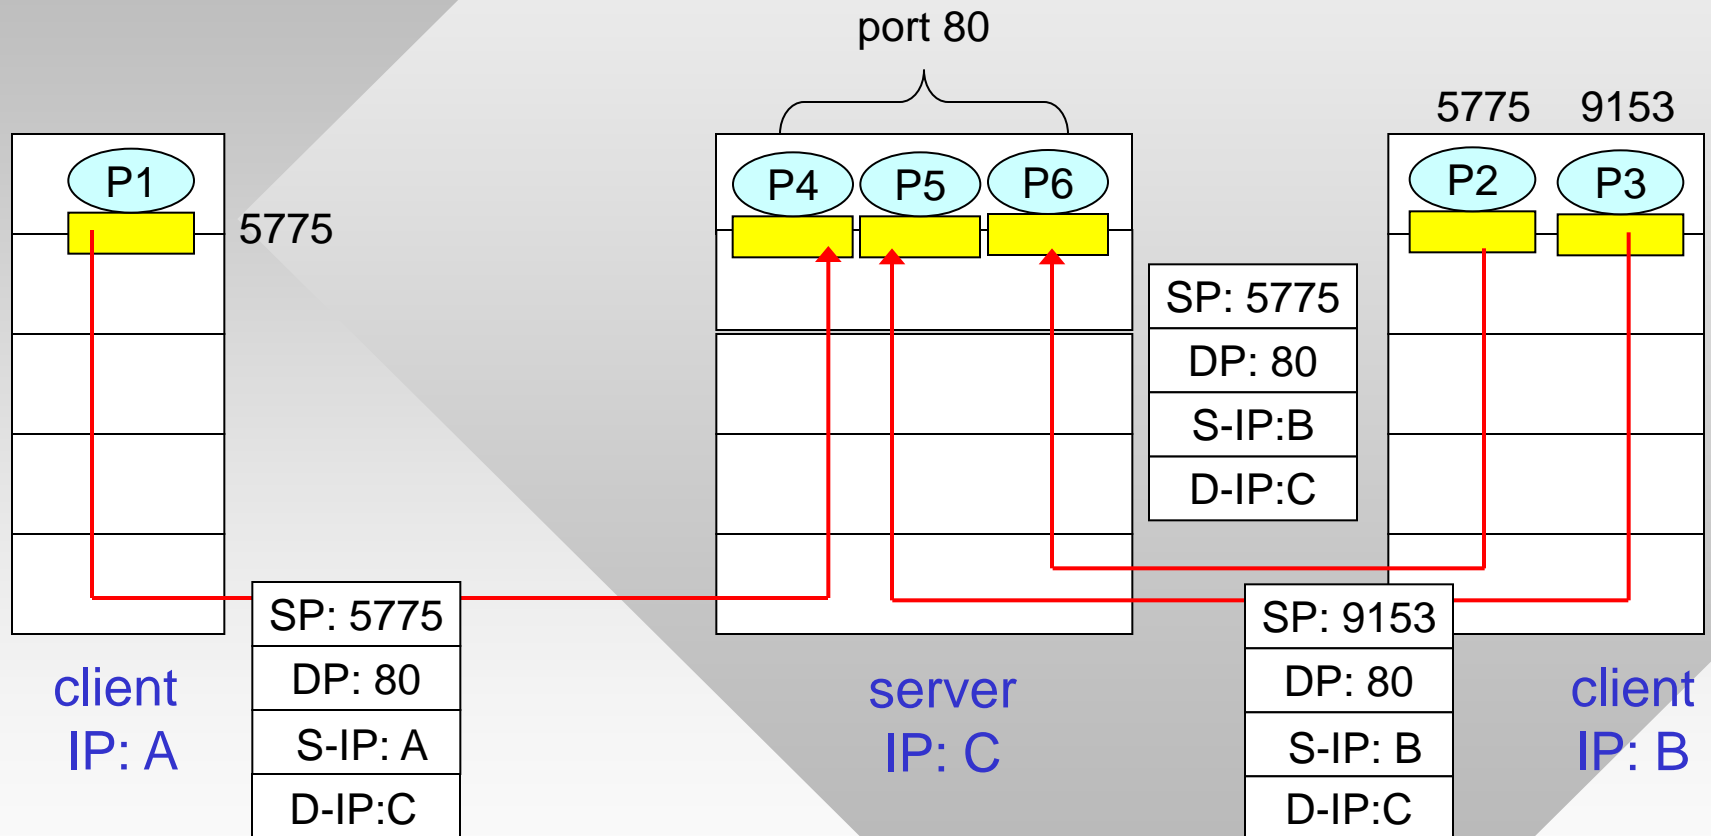 port 80
5775 9153
P1
P4 P5 P6
P2 P3
5775
SP: 5775
DP: 80
S-IP:B
D-IP:C
SP: 5775
DP: 80
S-IP: A
D-IP:C
SP: 9153
DP: 80
S-IP: B
D-IP:C
client
IP: A
server
IP: C
client
IP: B